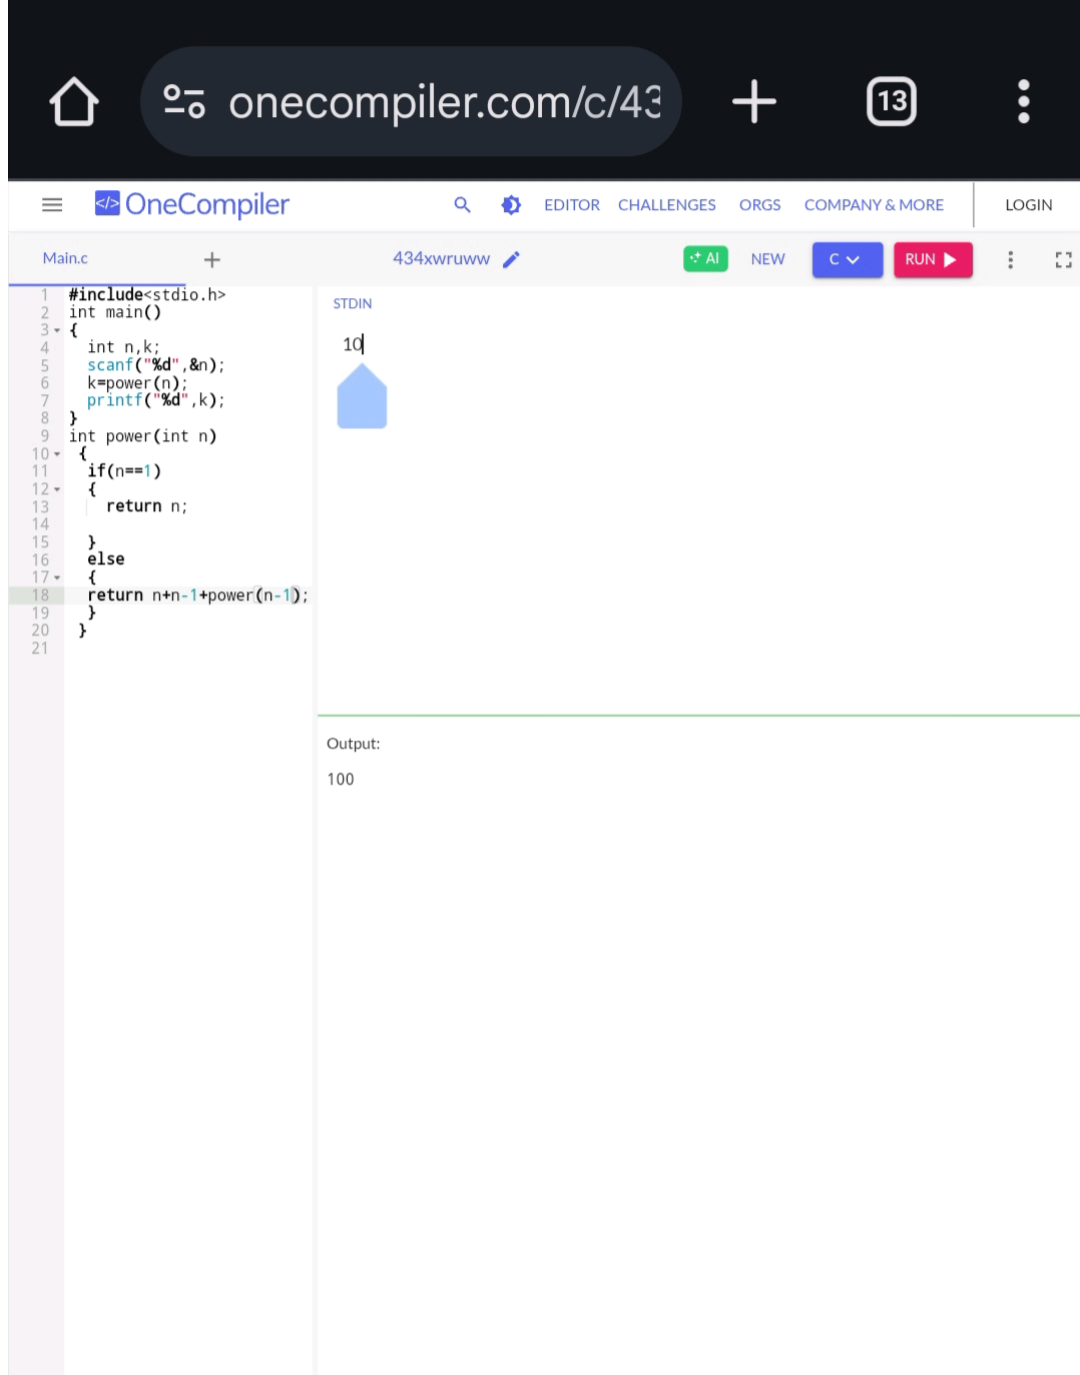 onecompiler.com/c/43
13
</> OneCompiler
EDITOR CHALLENGES ORGS COMPANY & MORE LOGIN
Main.c + 434xwruww AI NEW C RUN
1 #include<stdio.h>
2 int main()
3 {
4 int n,k;
5 scanf("%d",&n);
6 k=power(n);
7 printf("%d",k);
8 }
9 int power(int n)
10 {
11 if(n==1)
12 {
13 return n;
14
15 }
16 else
17 {
18 return n+n-1+power(n-1);
19 }
20 }
21
STDIN
10
Output:
100